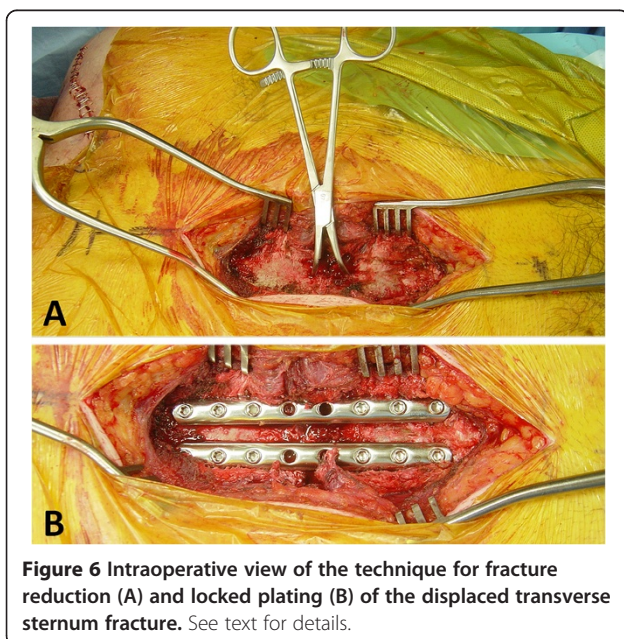 A
B
Figure 6 Intraoperative view of the technique for fracture
reduction (A) and locked plating (B) of the displaced transverse
sternum fracture. See text for details.